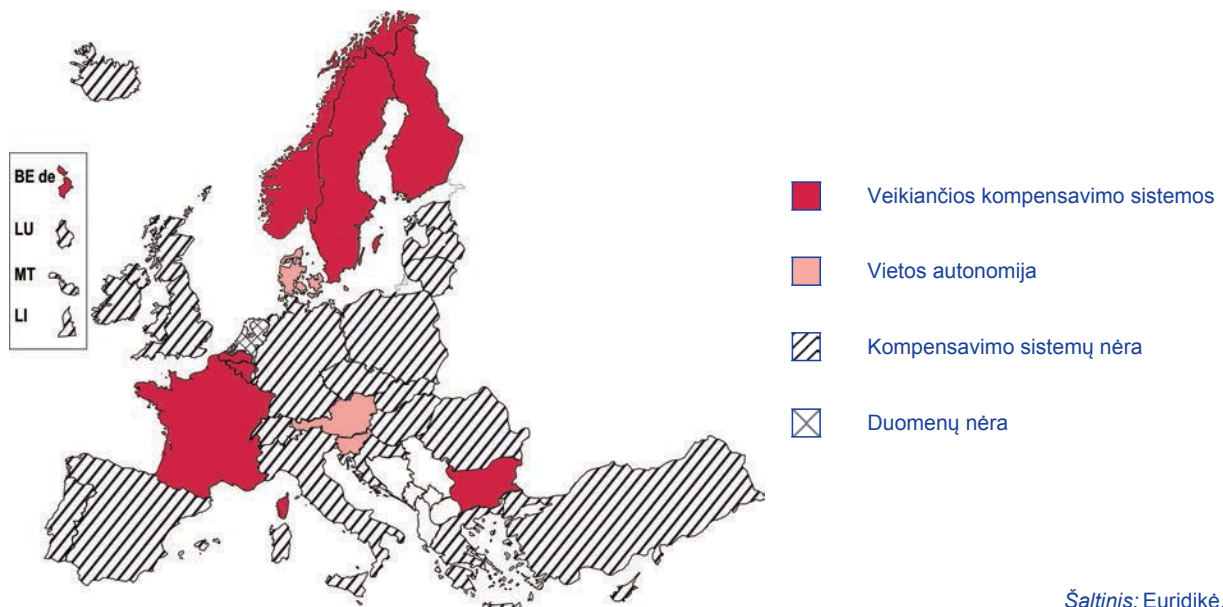 BE de
LU
MT
LI
Veikiančios kompensavimo sistemos
Vietos autonomija
Kompensavimo sistemų nėra
Duomenų nėra
Šaltinis: Euridikė.